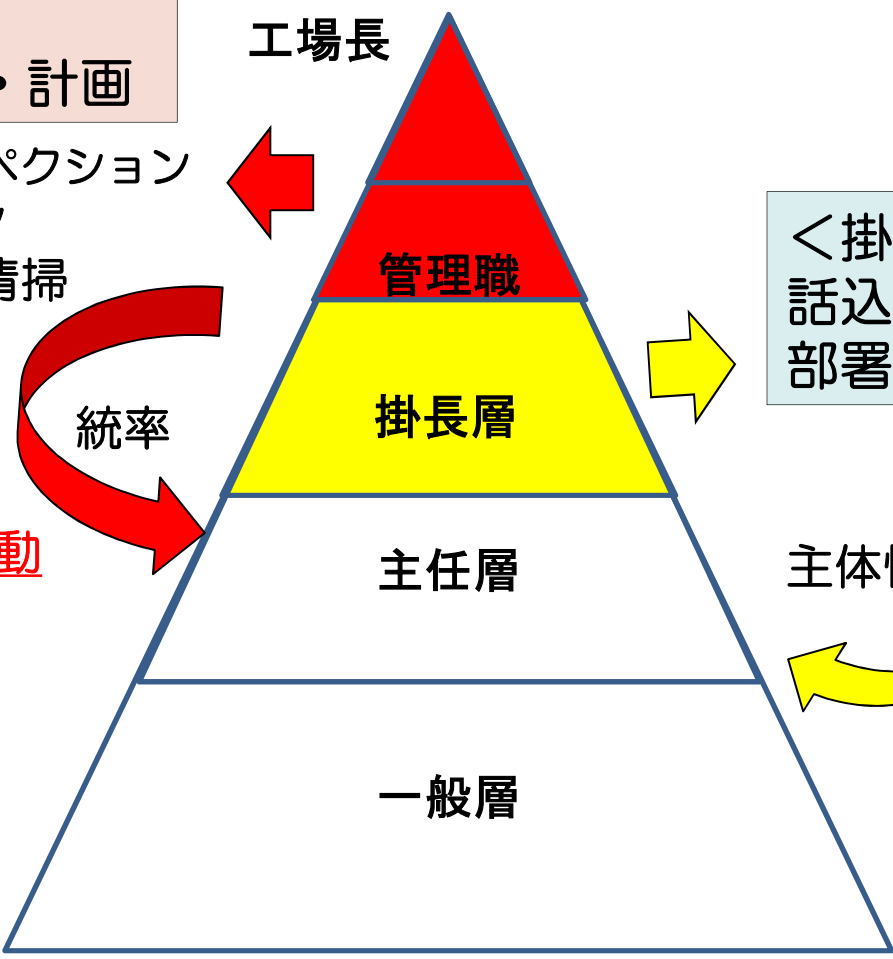 工場長
・計画
ペクション
清掃
管理職
＜掛
話込
部署
掛長層
統率
動
主任層
主体
一般層